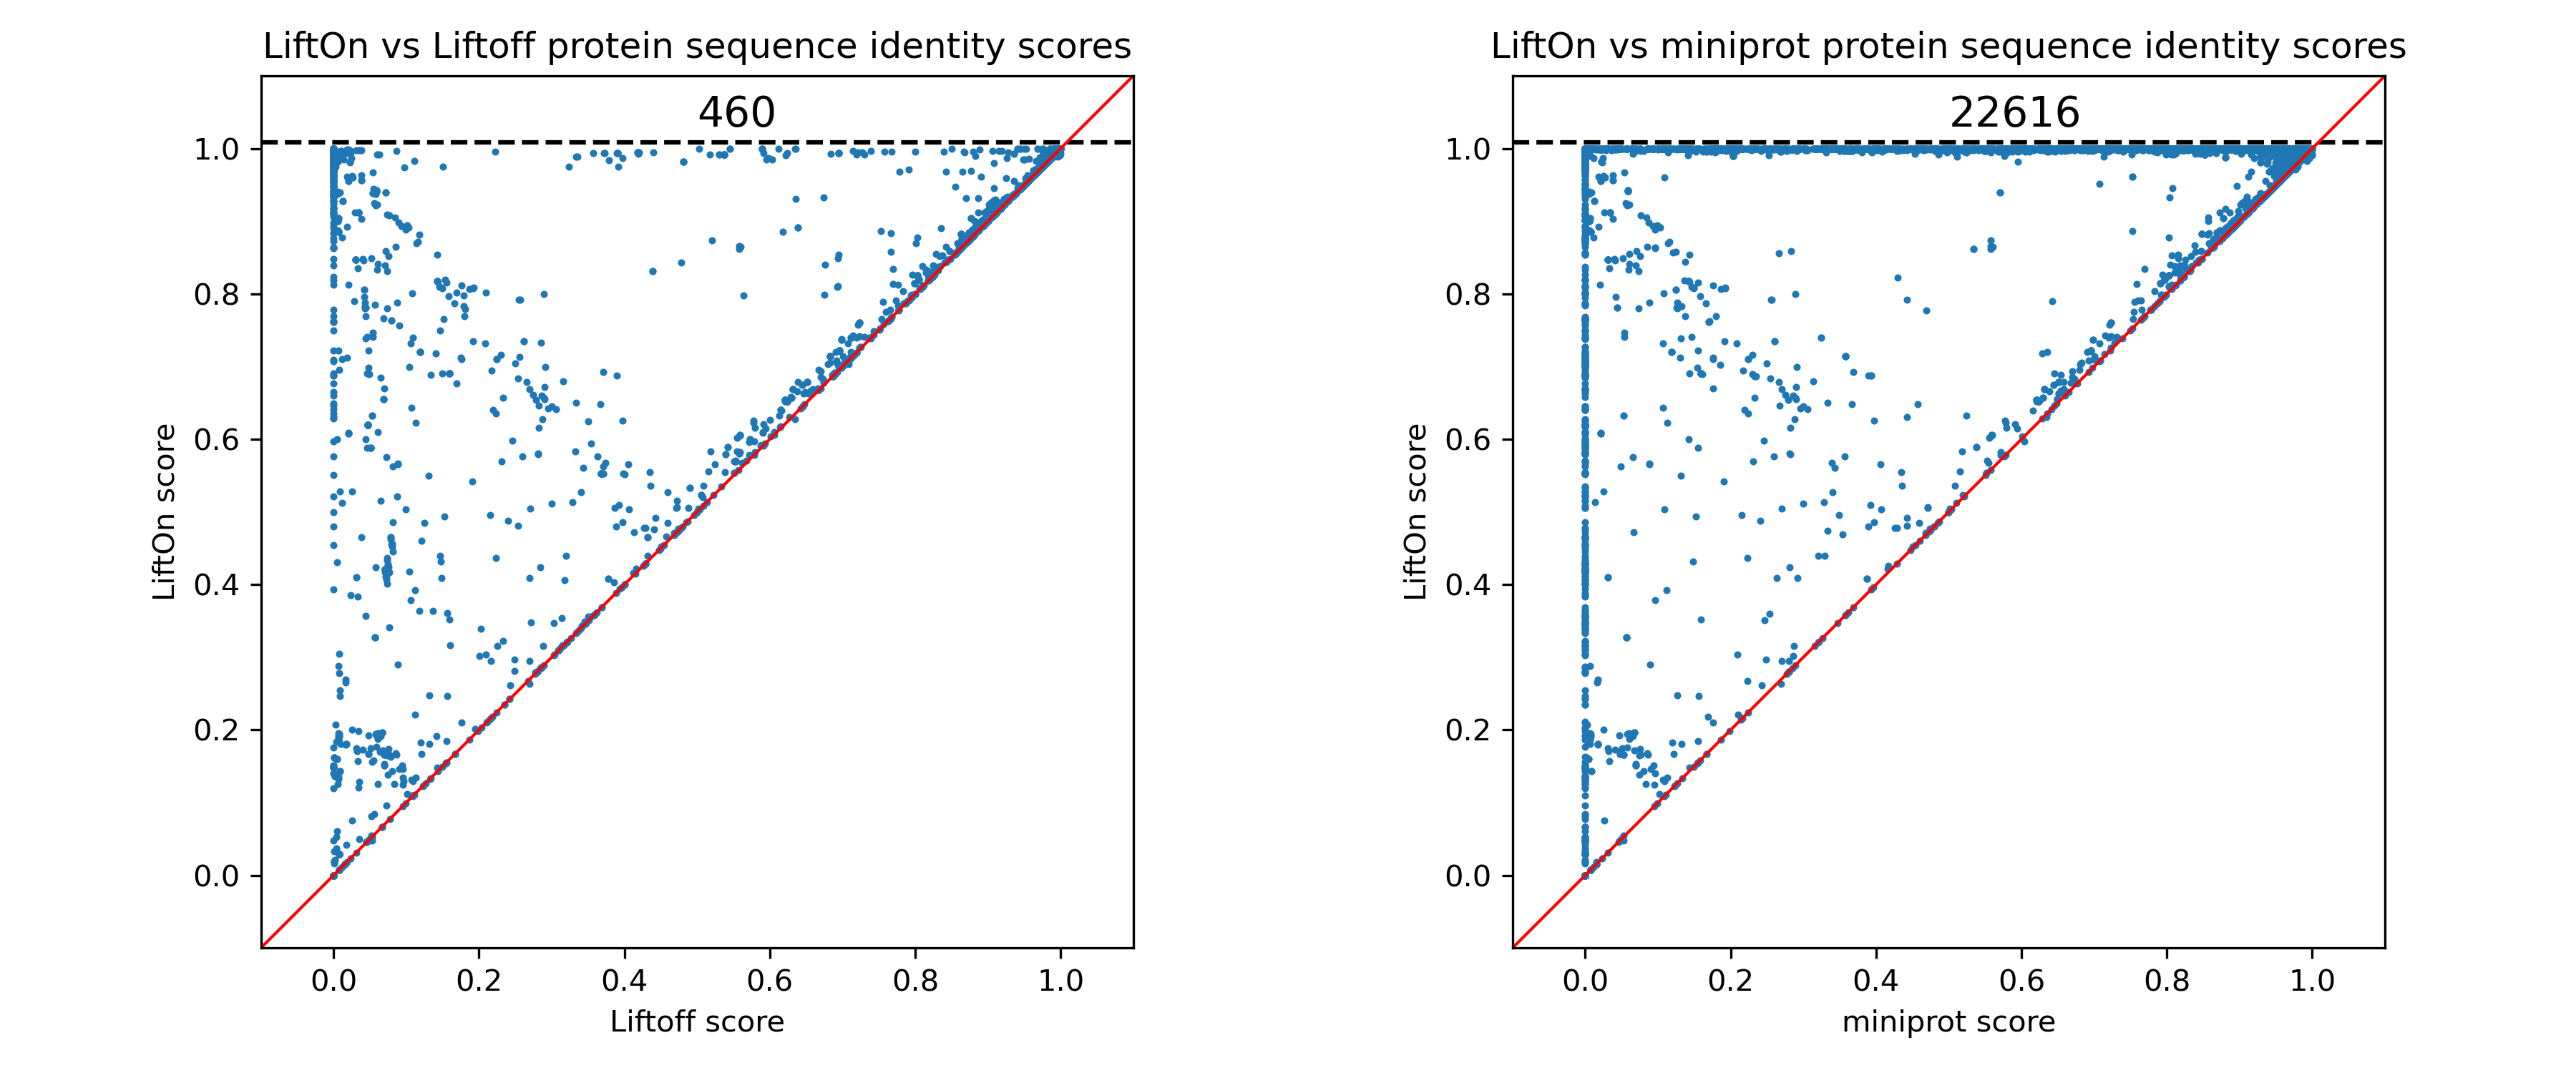 LiftOn vs Liftoff protein sequence identity scores
460
1.0
0.8
0.6
0.4
0.2
0.0
LiftOn score
0.0 0.2 0.4 0.6 0.8 1.0
Liftoff score
LiftOn vs miniprot protein sequence identity scores
22616
1.0
0.8
0.6
0.4
0.2
0.0
LiftOn score
0.0 0.2 0.4 0.6 0.8 1.0
miniprot score